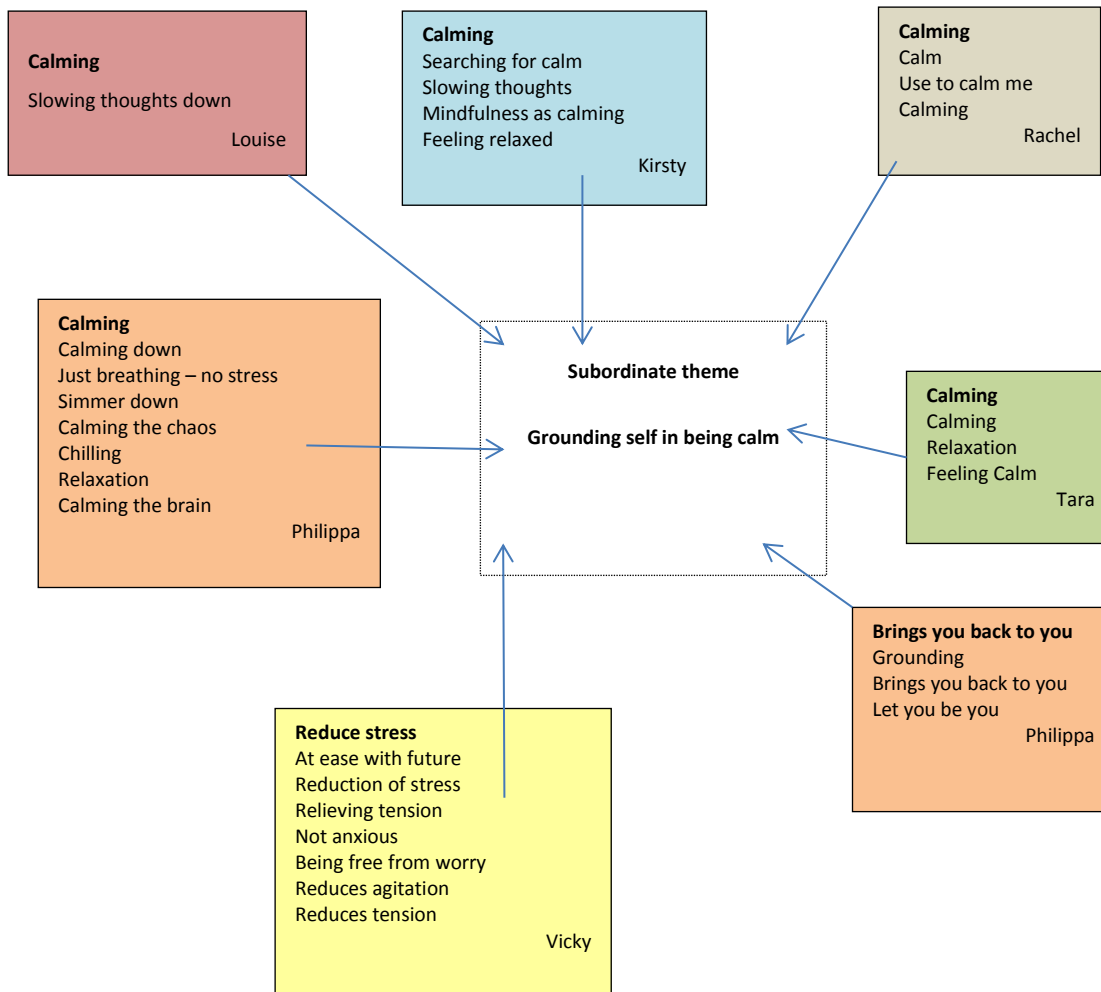 Calming
Slowing thoughts down
Louise
Calming
Searching for calm
Slowing thoughts
Mindfulness as calming
Feeling relaxed
Kirsty
Calming
Calm
Use to calm me
Calming
Rachel
Calming
Calming down
Just breathing – no stress
Simmer down
Calming the chaos
Chilling
Relaxation
Calming the brain
Philippa
Subordinate theme
Grounding self in being calm
Calming
Calming
Relaxation
Feeling Calm
Tara
Brings you back to you
Grounding
Brings you back to you
Let you be you
Philippa
Reduce stress
At ease with future
Reduction of stress
Relieving tension
Not anxious
Being free from worry
Reduces agitation
Reduces tension
Vicky